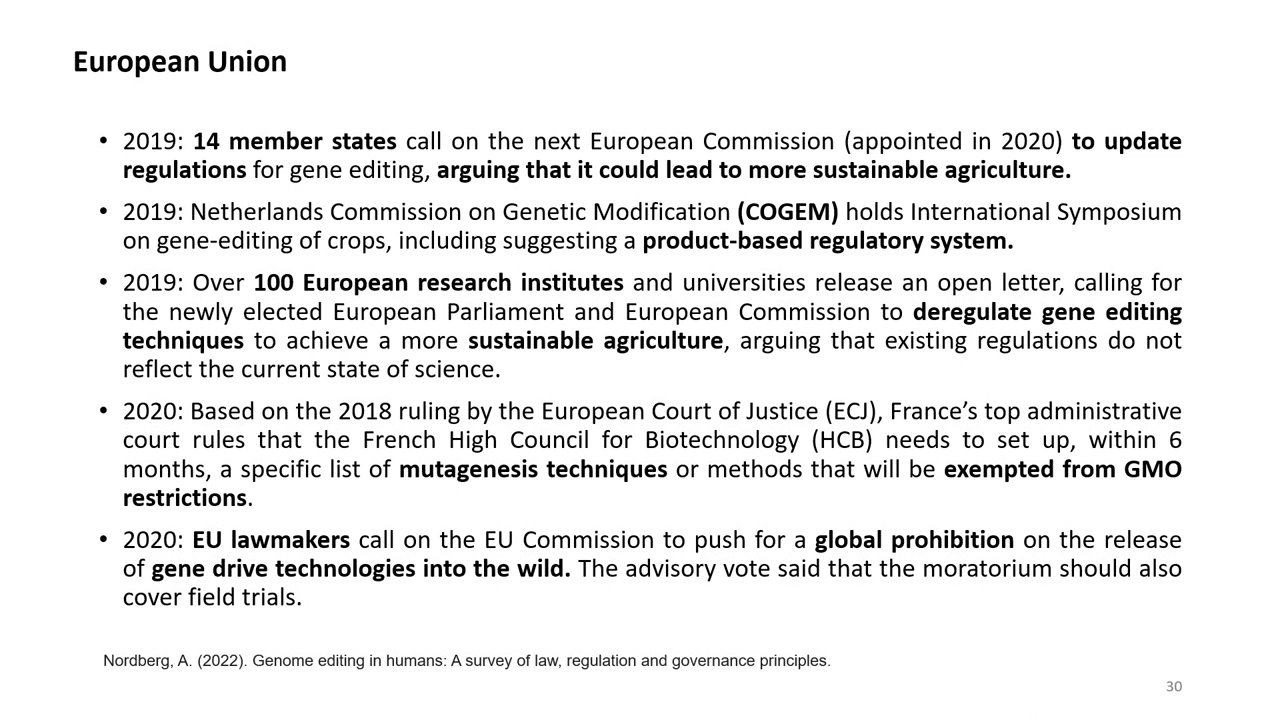 European Union
• 2019: 14 member states call on the next European Commission (appointed in 2020) to update
regulations for gene editing, arguing that it could lead to more sustainable agriculture.
• 2019: Netherlands Commission on Genetic Modification (COGEM) holds International Symposium
on gene-editing of crops, including suggesting a product-based regulatory system.
• 2019: Over 100 European research institutes and universities release an open letter, calling for
the newly elected European Parliament and European Commission to deregulate gene editing
techniques to achieve a more sustainable agriculture, arguing that existing regulations do not
reflect the current state of science.
• 2020: Based on the 2018 ruling by the European Court of Justice (ECJ), France’s top administrative
court rules that the French High Council for Biotechnology (HCB) needs to set up, within 6
months, a specific list of mutagenesis techniques or methods that will be exempted from GMO
restrictions.
• 2020: EU lawmakers call on the EU Commission to push for a global prohibition on the release
of gene drive technologies into the wild. The advisory vote said that the moratorium should also
cover field trials.
Nordberg, A. (2022). Genome editing in humans: A survey of law, regulation and governance principles.
30